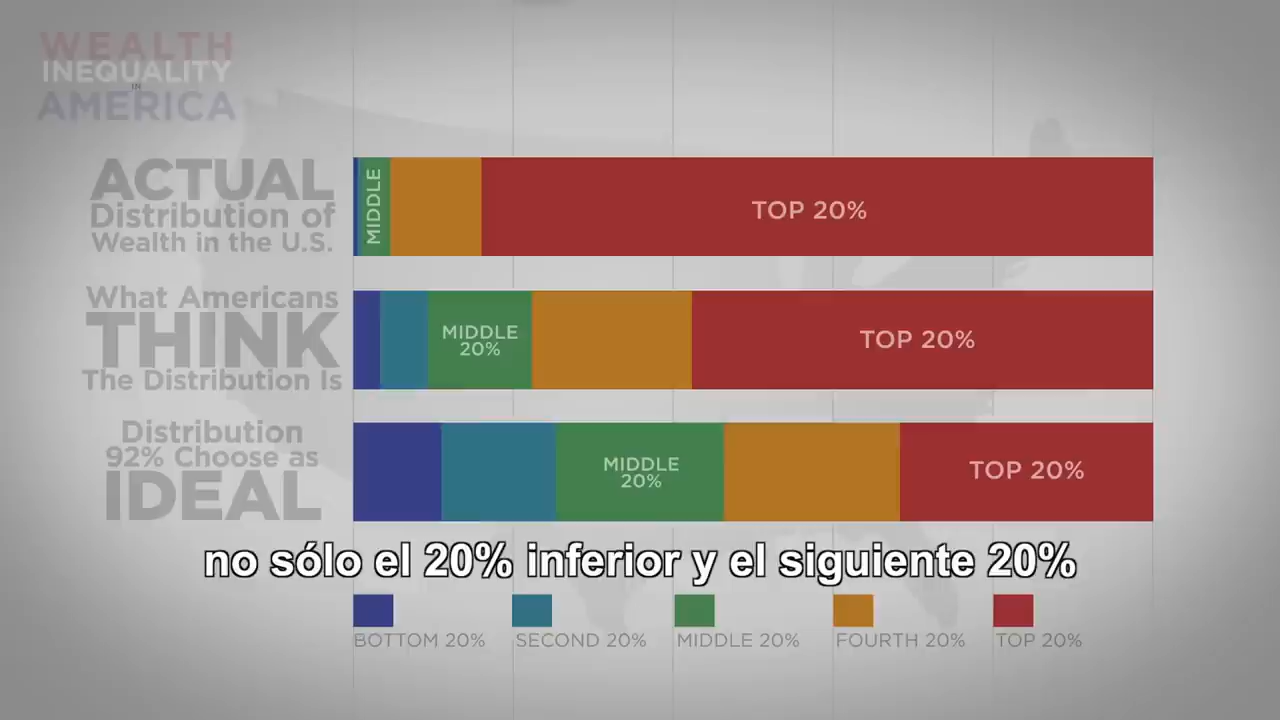 WEALTH
INEQUALITY
IN
AMERICA
ACTUAL
Distribution of
Wealth in the U.S.
MIDDLE
TOP 20%
What Americans
THINK
The Distribution Is
MIDDLE
20%
TOP 20%
Distribution
92% Choose as
IDEAL
MIDDLE
20%
TOP 20%
no sólo el 20% inferior y el siguiente 20%
BOTTOM 20%
SECOND 20%
MIDDLE 20%
FOURTH 20%
TOP 20%